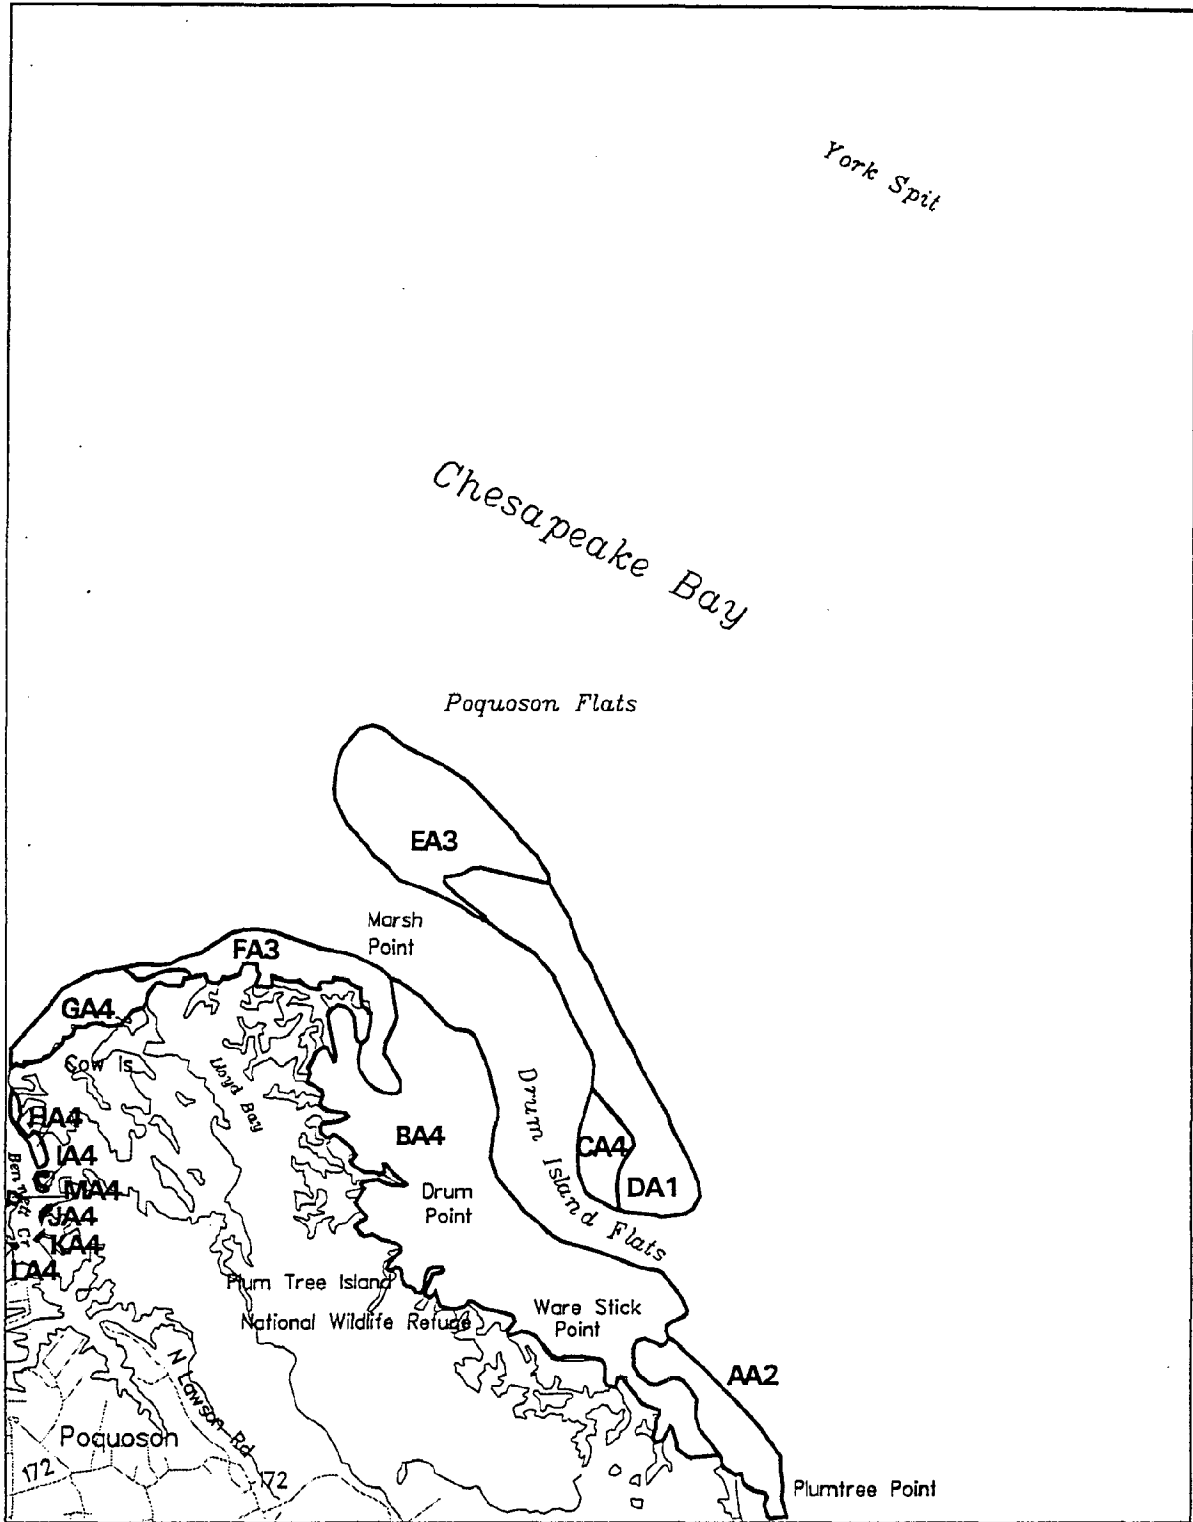 York Spit
Chesapeake Bay
Poquoson Flats
EA3
Marsh
Point
FA3
GA4
Cow Is
Lloyd Bay
HA4
BA4
CA4
Drum Island Flats
IA4
Bennett Cr
MA4
DA1
Drum
Point
JA4
KA4
LA4
Plum Tree Island
National Wildlife Refuge
Ware Stick
Point
AA2
N Lawson Rd
Poquoson
172
172
Plumtree Point